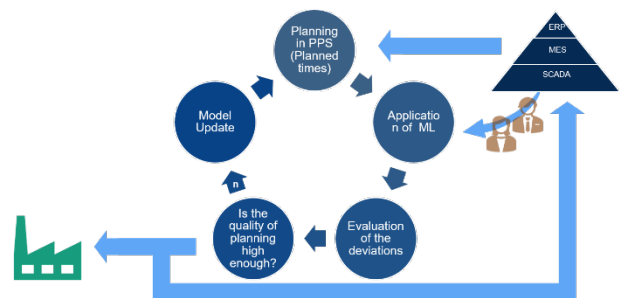 Planning
in PPS
(Planned
times)
ERP
MES
SCADA
Model
Update
Applicatio
n of  ML
n
Is the
quality of
planning
high
enough?
Evaluation
of the
deviations